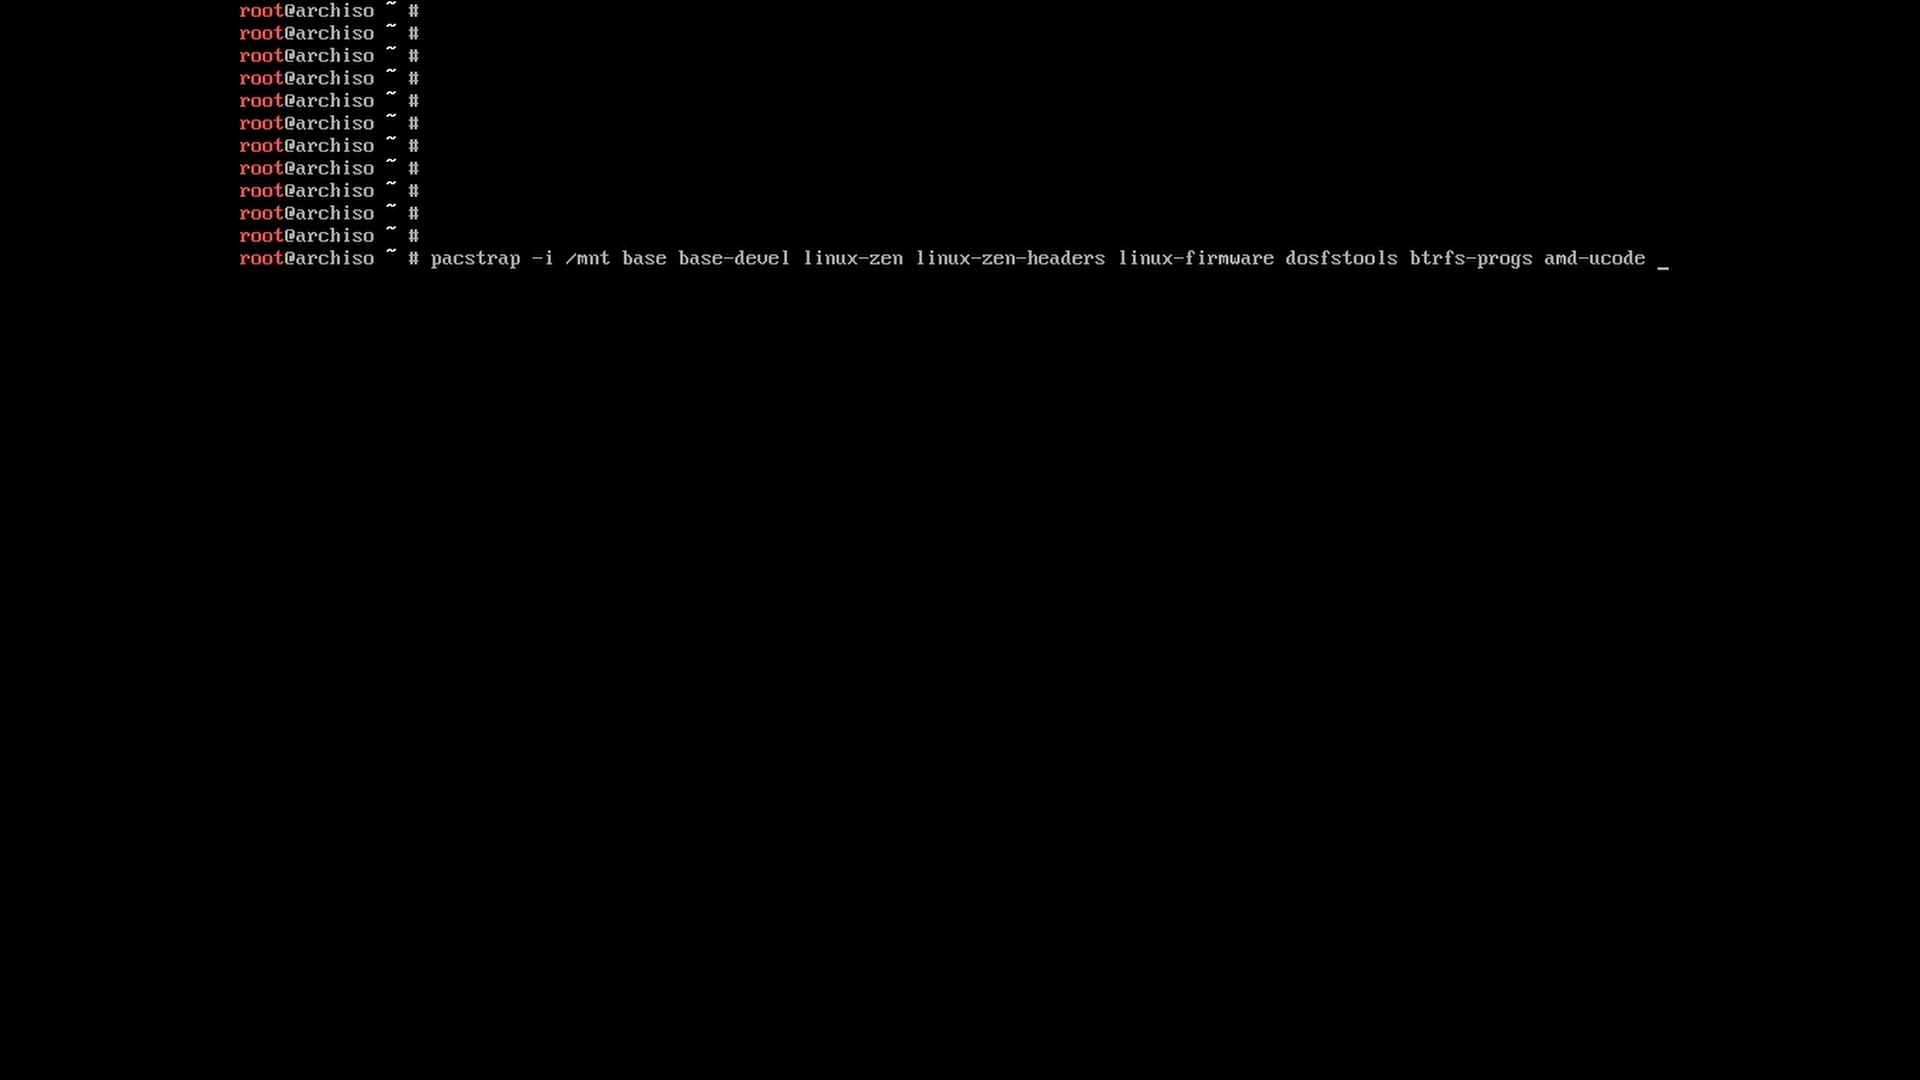 root@archiso ~ #
root@archiso ~ #
root@archiso ~ #
root@archiso ~ #
root@archiso ~ #
root@archiso ~ #
root@archiso ~ #
root@archiso ~ #
root@archiso ~ #
root@archiso ~ #
root@archiso ~ #
root@archiso ~ # pacstrap -i /mnt base base-devel linux-zen linux-zen-headers linux-firmware dosfstools btrfs-progs amd-ucode _